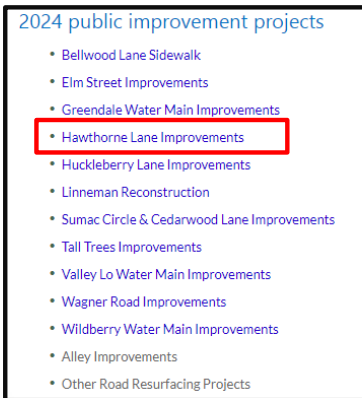 2024 public improvement projects
• Bellwood Lane Sidewalk
• Elm Street Improvements
• Greendale Water Main Improvements
• Hawthorne Lane Improvements
• Huckleberry Lane Improvements
• Linneman Reconstruction
• Sumac Circle & Cedarwood Lane Improvements
• Tall Trees Improvements
• Valley Lo Water Main Improvements
• Wagner Road Improvements
• Wildberry Water Main Improvements
• Alley Improvements
• Other Road Resurfacing Projects